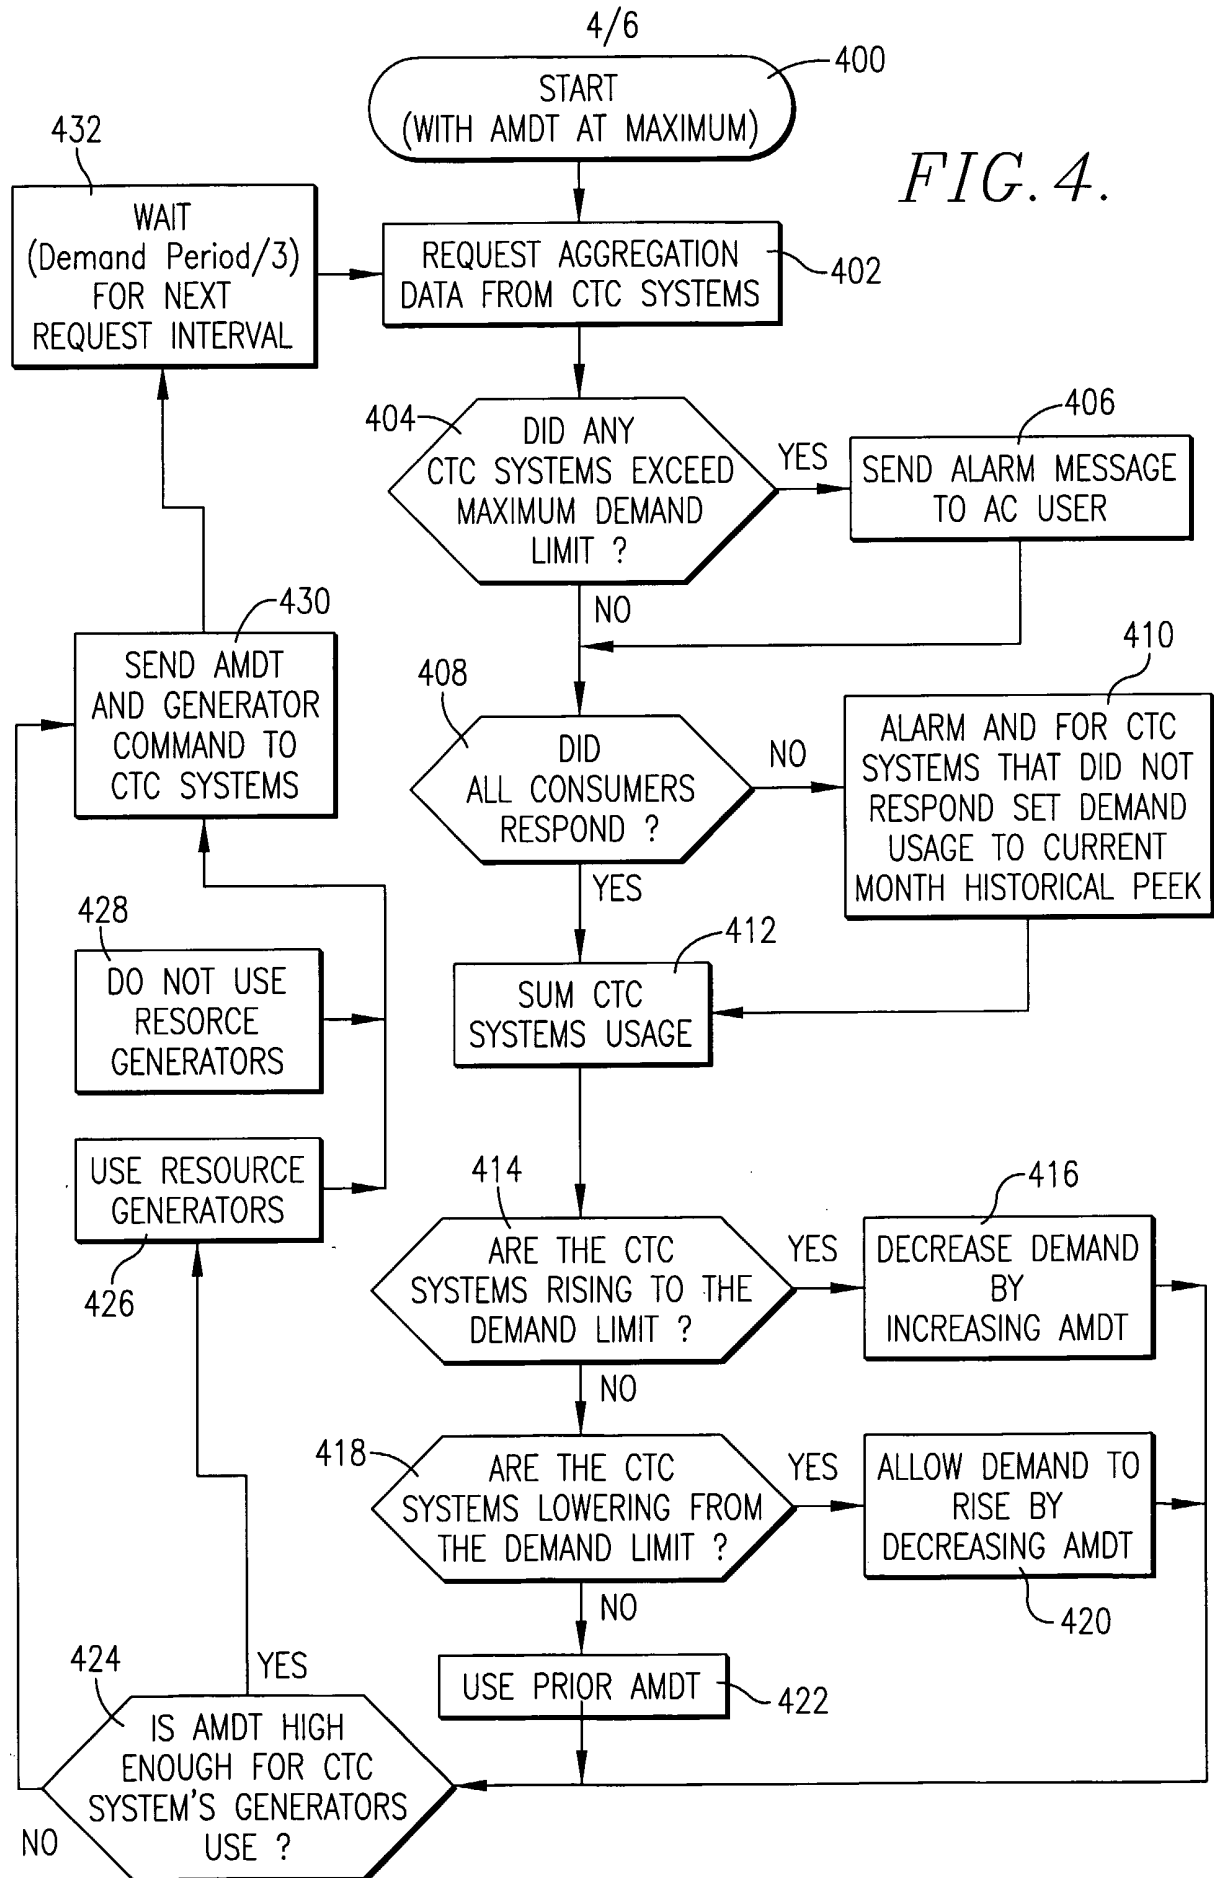 4/6
START
(WITH AMDT AT MAXIMUM)
400
FIG. 4.
432
WAIT
(Demand Period/3)
FOR NEXT
REQUEST INTERVAL
REQUEST AGGREGATION
DATA FROM CTC SYSTEMS
402
404
DID ANY
CTC SYSTEMS EXCEED
MAXIMUM DEMAND
LIMIT ?
YES
NO
406
SEND ALARM MESSAGE
TO AC USER
408
DID
ALL CONSUMERS
RESPOND ?
NO
YES
410
ALARM AND FOR CTC
SYSTEMS THAT DID NOT
RESPOND SET DEMAND
USAGE TO CURRENT
MONTH HISTORICAL PEEK
412
SUM CTC
SYSTEMS USAGE
414
ARE THE CTC
SYSTEMS RISING TO THE
DEMAND LIMIT ?
YES
NO
416
DECREASE DEMAND
BY
INCREASING AMDT
418
ARE THE CTC
SYSTEMS LOWERING FROM
THE DEMAND LIMIT ?
YES
NO
ALLOW DEMAND TO
RISE BY
DECREASING AMDT
420
USE PRIOR AMDT
422
424
IS AMDT HIGH
ENOUGH FOR CTC
SYSTEM'S GENERATORS
USE ?
YES
NO
USE RESOURCE
GENERATORS
426
428
DO NOT USE
RESORCE
GENERATORS
430
SEND AMDT
AND GENERATOR
COMMAND TO
CTC SYSTEMS